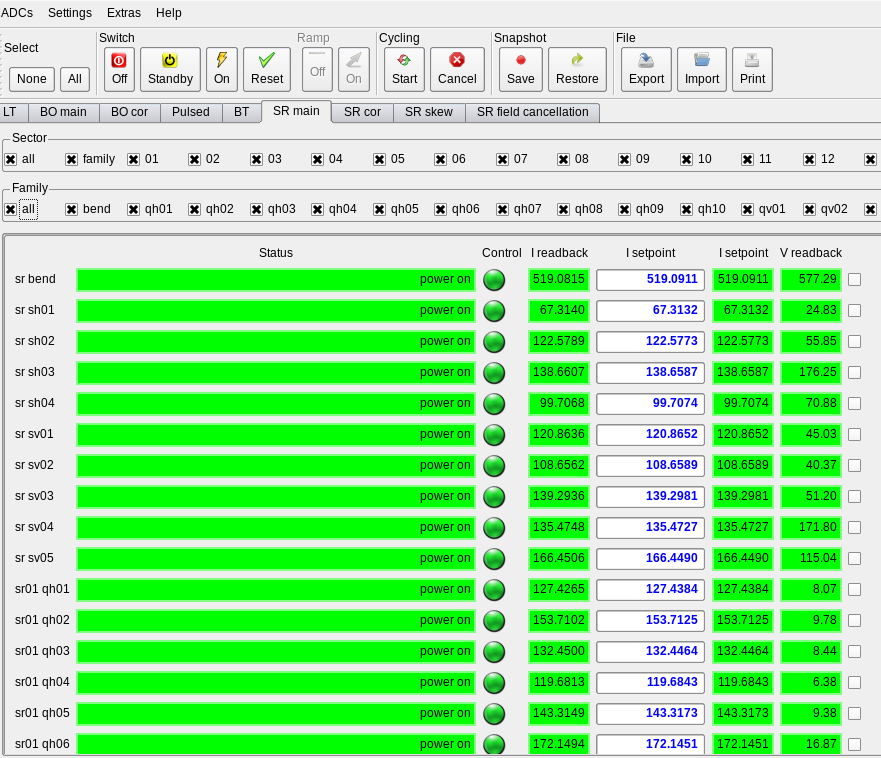 ADCs Settings Extras Help
Select
Switch
Ramp
Cycling
Snapshot
File
None All Off Standby On Reset Off On Start Cancel Save Restore Export Import Print
LT BO main BO cor Pulsed BT SR main SR cor SR skew SR field cancellation
Sector
all family 01 02 03 04 05 06 07 08 09 10 11 12
Family
all bend qh01 qh02 qh03 qh04 qh05 qh06 qh07 qh08 qh09 qh10 qv01 qv02
Status Control I readback I setpoint I setpoint V readback
sr bend power on 519.0815 519.0911 519.0911 577.29
sr sh01 power on 67.3140 67.3132 67.3132 24.83
sr sh02 power on 122.5789 122.5773 122.5773 55.85
sr sh03 power on 138.6607 138.6587 138.6587 176.25
sr sh04 power on 99.7068 99.7074 99.7074 70.88
sr sv01 power on 120.8636 120.8652 120.8652 45.03
sr sv02 power on 108.6562 108.6589 108.6589 40.37
sr sv03 power on 139.2936 139.2981 139.2981 51.20
sr sv04 power on 135.4748 135.4727 135.4727 171.80
sr sv05 power on 166.4506 166.4490 166.4490 115.04
sr01 qh01 power on 127.4265 127.4384 127.4384 8.07
sr01 qh02 power on 153.7102 153.7125 153.7125 9.78
sr01 qh03 power on 132.4500 132.4464 132.4464 8.44
sr01 qh04 power on 119.6813 119.6843 119.6843 6.38
sr01 qh05 power on 143.3149 143.3173 143.3173 9.38
sr01 qh06 power on 172.1494 172.1451 172.1451 16.87